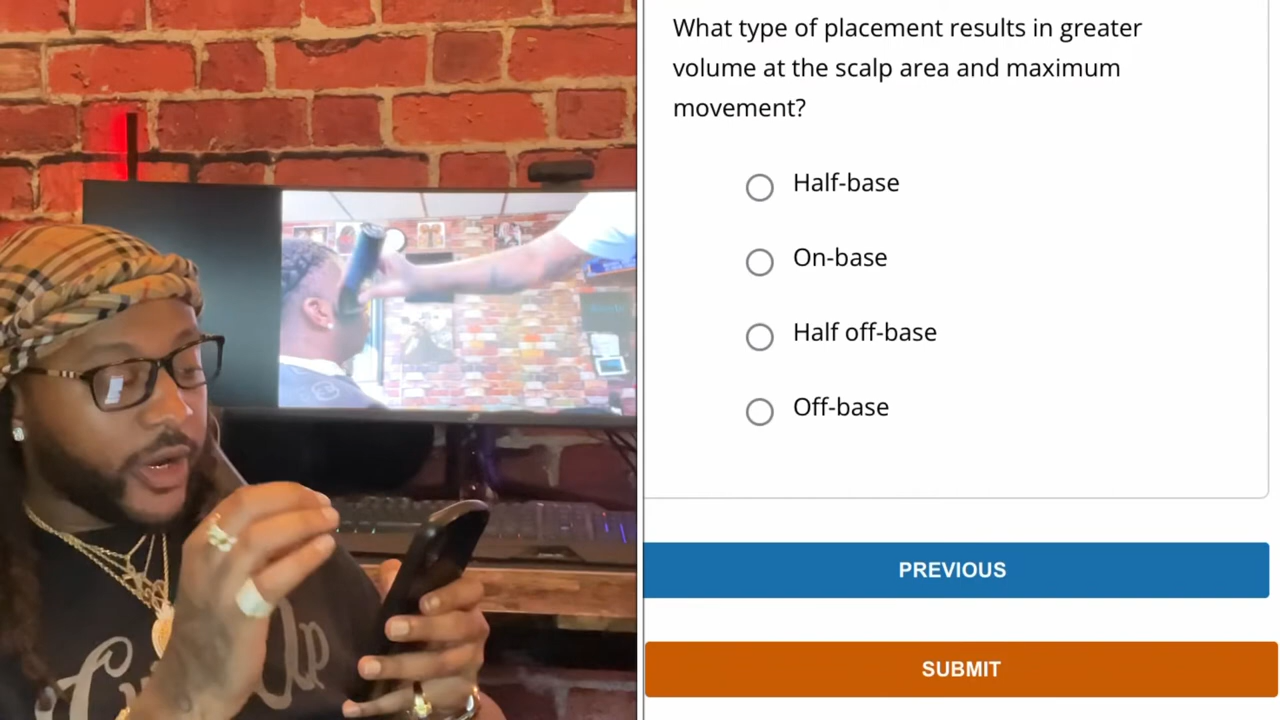 What type of placement results in greater
volume at the scalp area and maximum
movement?
Half-base
On-base
Half off-base
Off-base
PREVIOUS
SUBMIT